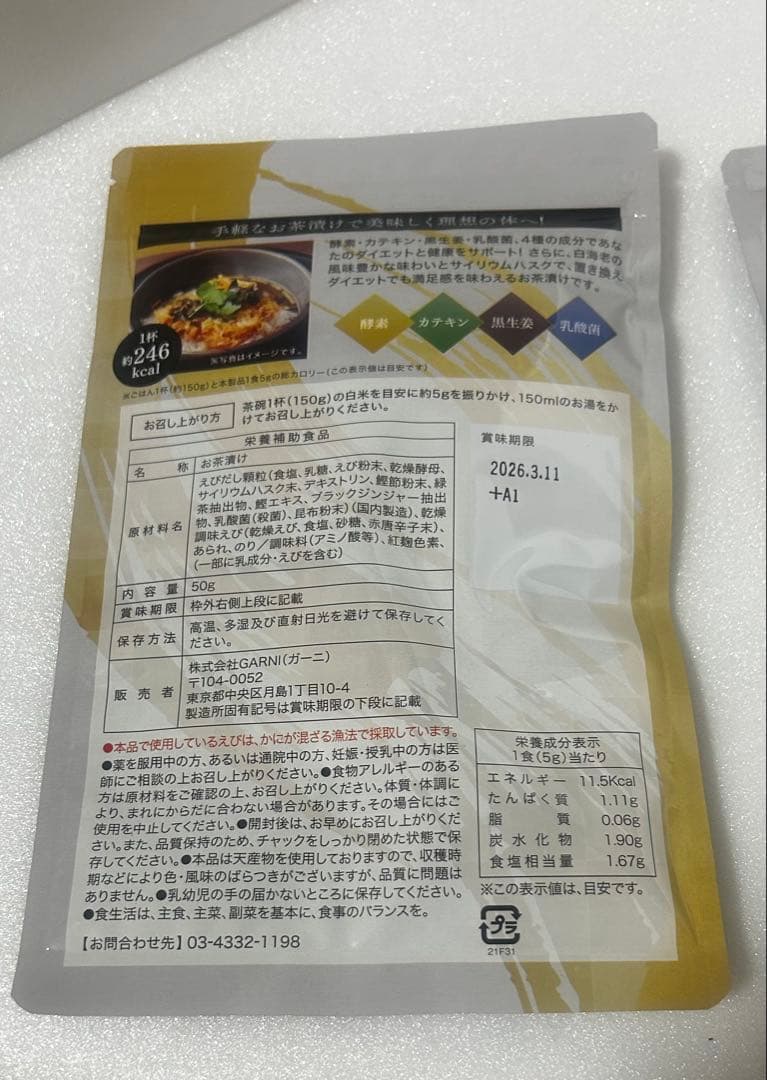 手軽なお茶漬けで美味しく理想の体へ!
酵素・カテキン・黒生姜・乳酸菌、4種の成分であな
たのダイエットと健康をサポート! さらに、白海老の
風味豊かな味わいとサイリウムハスクで、置き換え
ダイエットでも満足感を味わえるお茶漬けです。
酵素
カテキン
黒生姜
乳酸菌
1杯
約246
kcal
※写真はイメージです。
※ごはん1杯(約150g)と本製品1食5gの総カロリー(この表示値は目安です)
お召し上がり方
茶碗1杯(150g)の白米を目安に約5gを振りかけ、150mlのお湯をか
けてお召し上がりください。
栄養補助食品
名 称 お茶漬け
原材料名
えびだし顆粒(食塩、乳糖、えび粉末、乾燥酵母、
サイリウムハスク末、デキストリン、鰹節粉末、緑
茶抽出物、鰹エキス、ブラックジンジャー抽出
物、乳酸菌(殺菌)、昆布粉末)(国内製造)、乾燥
調味えび(乾燥えび、食塩、砂糖、赤唐辛子末)、
あられ、のり/調味料(アミノ酸等)、紅麹色素、
(一部に乳成分・えびを含む)
内容量 50g
賞味期限 枠外右側上段に記載
保存方法
高温、多湿及び直射日光を避けて保存してく
ださい。
販売者
株式会社GARNI(ガーニ)
〒104-0052
東京都中央区月島1丁目10-4
製造所固有記号は賞味期限の下段に記載
賞味期限
2026.3.11
+A1
●本品で使用しているえびは、かにが混ざる漁法で採取しています。
●薬を服用中の方、あるいは通院中の方、妊娠・授乳中の方は医
師にご相談の上お召し上がりください。●食物アレルギーのある
方は原材料をご確認の上、お召し上がりください。体質・体調に
より、まれにからだに合わない場合があります。その場合にはご
使用を中止してください。●開封後は、お早めにお召し上がりくだ
さい。また、品質保持のため、チャックをしっかり閉めた状態で保
存してください。●本品は天産物を使用しておりますので、収穫時
期などにより色・風味のばらつきがございますが、品質に問題は
ありません。●乳幼児の手の届かないところに保存してください。
●食生活は、主食、主菜、副菜を基本に、食事のバランスを。
【お問合わせ先】03-4332-1198
栄養成分表示
1食(5g)当たり
エネルギー 11.5Kcal
たんぱく質 1.11g
脂質 0.06g
炭水化物 1.90g
食塩相当量 1.67g
※この表示値は、目安です。
プラ
21F31